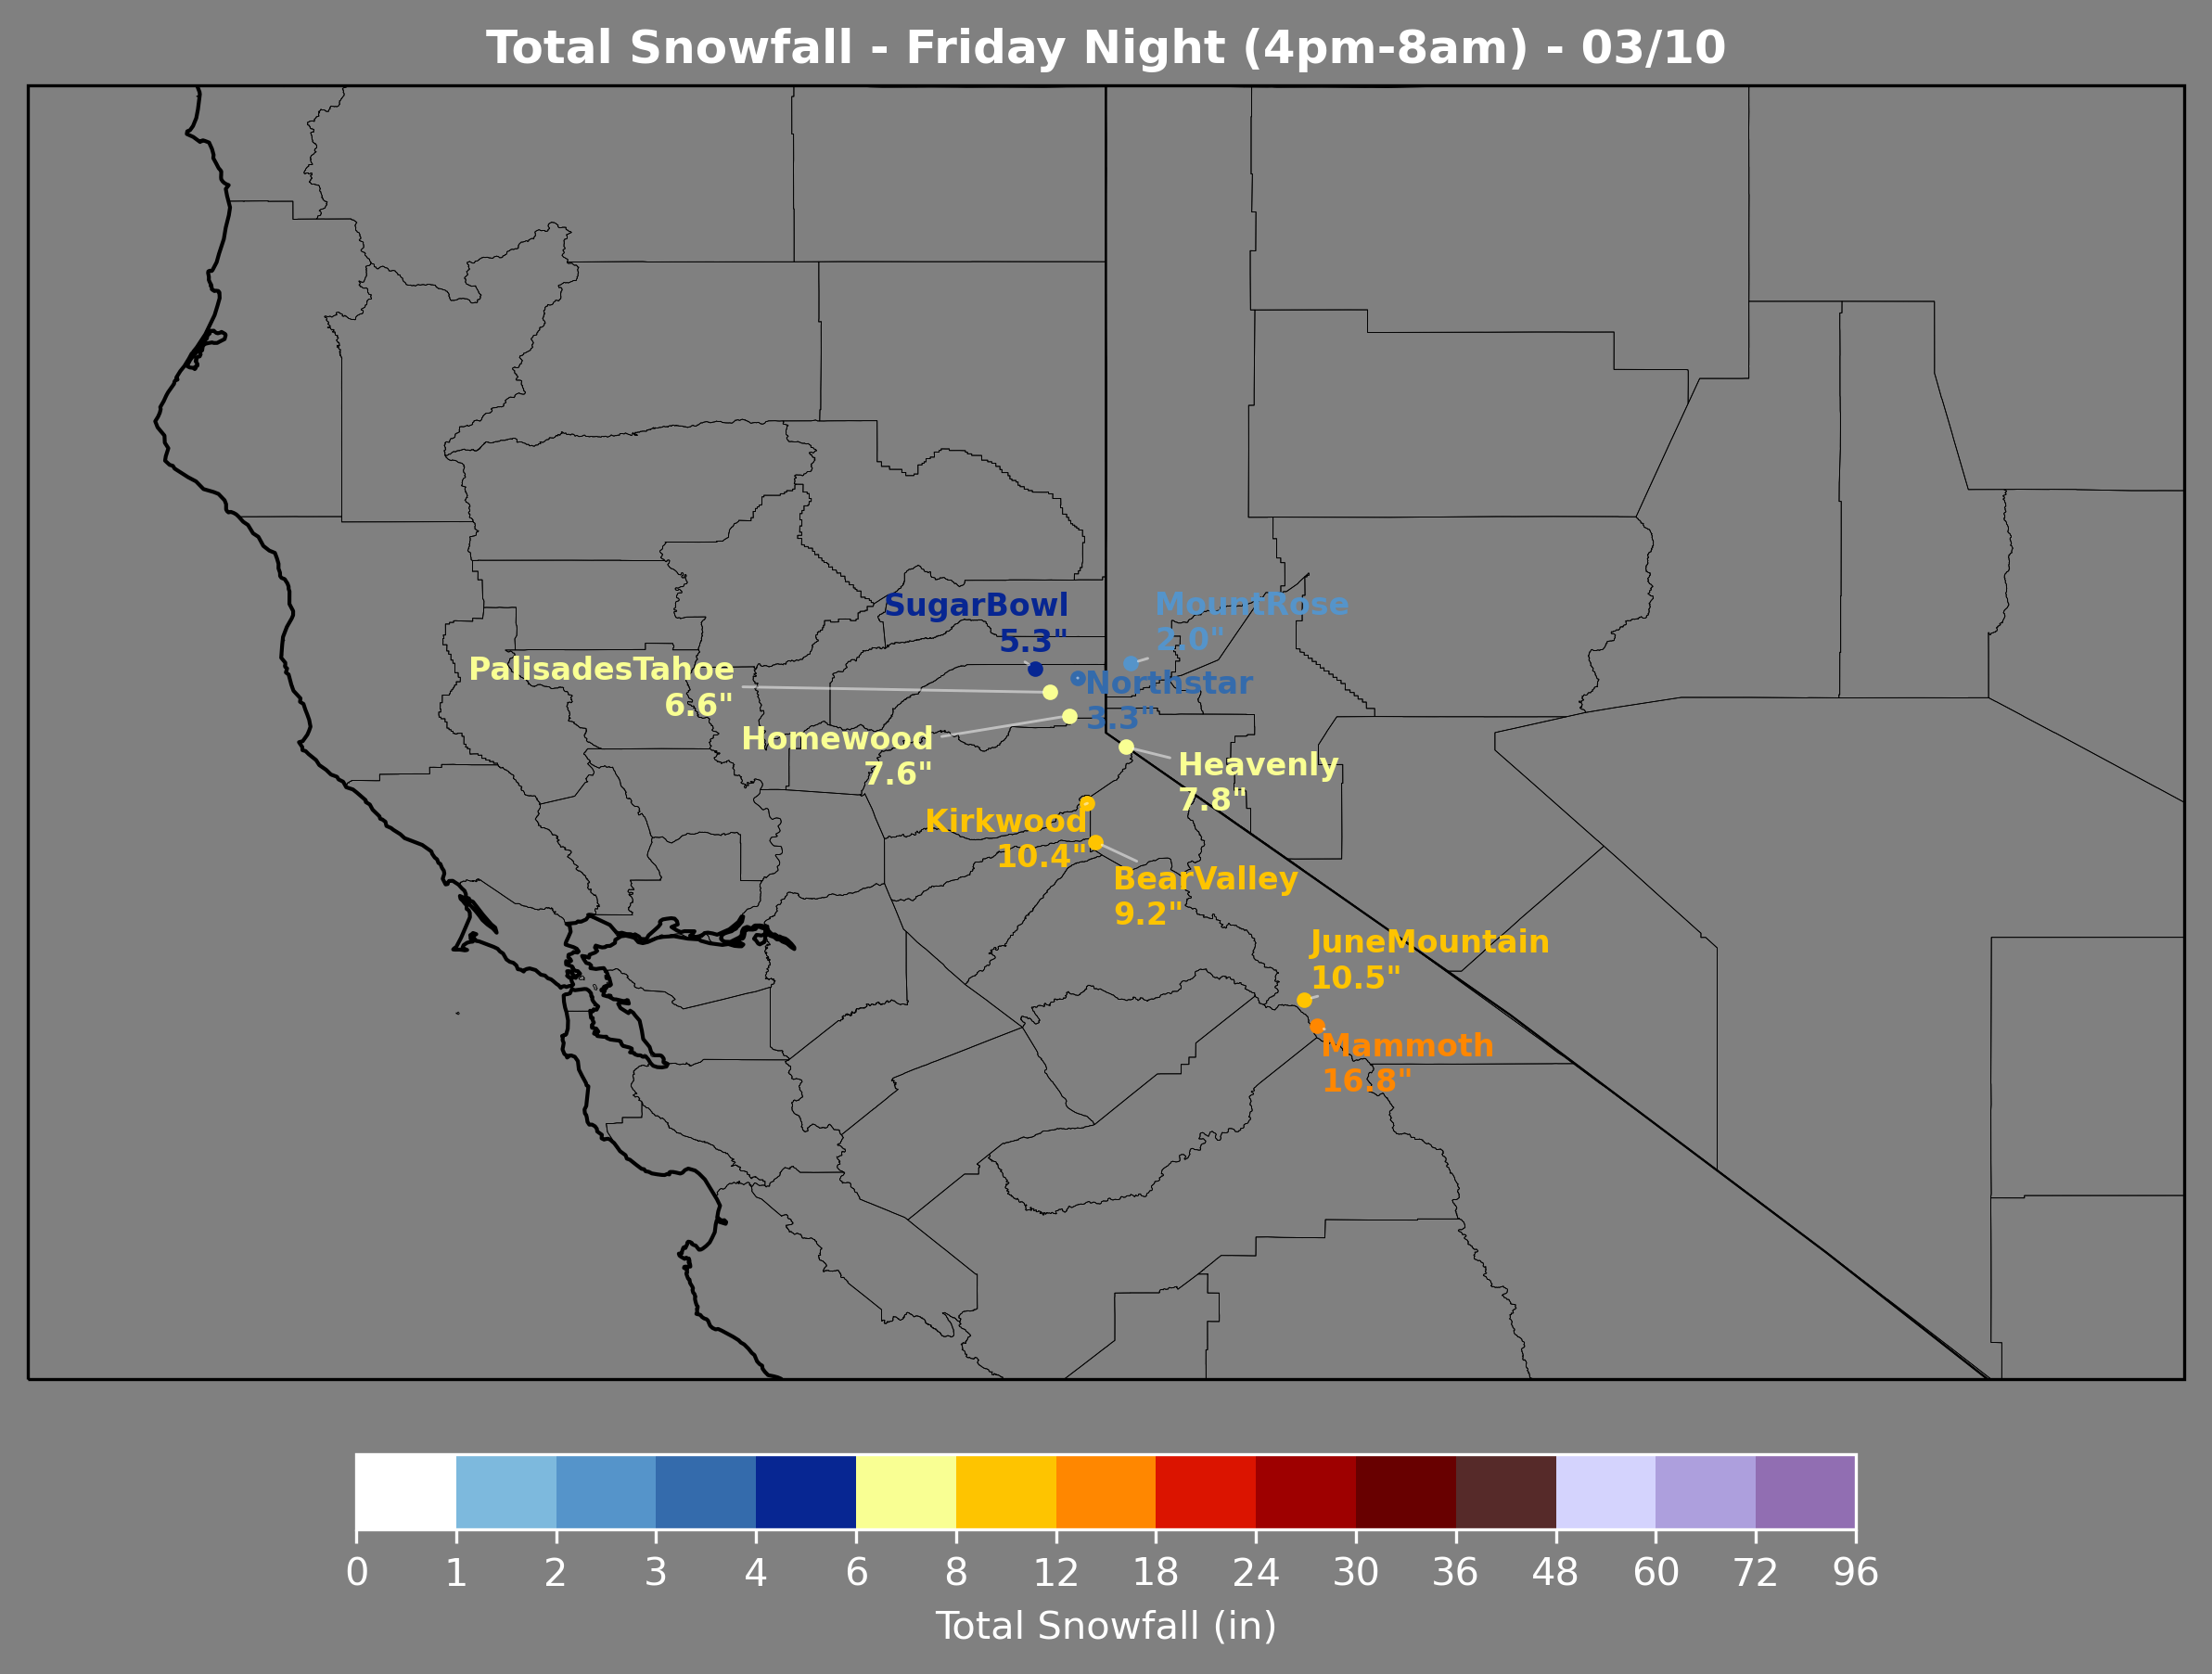 Total Snowfall - Friday Night (4pm-8am) - 03/10
SugarBowl
5.3"
MountRose
2.0"
PalisadesTahoe
6.6"
Northstar
3.3"
Homewood
7.6"
Heavenly
7.8"
Kirkwood
10.4"
BearValley
9.2"
JuneMountain
10.5"
Mammoth
16.8"
0 1 2 3 4 6 8 12 18 24 30 36 48 60 72 96
Total Snowfall (in)